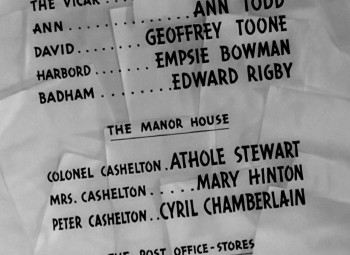 THE VICAR . . .
ANN . . . . . . . . . . ANN TODD
DAVID . . . . . . . . GEOFFREY TOONE
HARBORD . . . . . . EMPSIE BOWMAN
BADHAM . . . . . . . . EDWARD RIGBY
THE MANOR HOUSE
COLONEL CASHELTON . ATHOLE STEWART
MRS. CASHELTON . . . . . MARY HINTON
PETER CASHELTON . . CYRIL CHAMBERLAIN
THE POST OFFICE-STORES